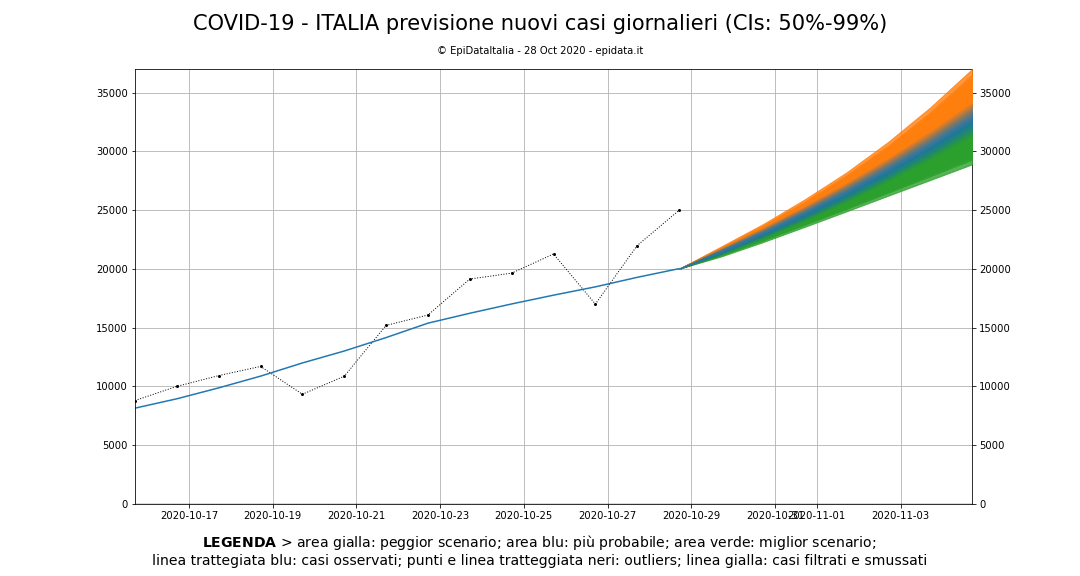 COVID-19 - ITALIA previsione nuovi casi giornalieri (CIs: 50%-99%)
© EpiDataItalia - 28 Oct 2020 - epidata.it
35000 35000
30000 30000
25000 25000
20000 20000
15000 15000
10000 10000
5000 5000
0 0
2020-10-17 2020-10-19 2020-10-21 2020-10-23 2020-10-25 2020-10-27 2020-10-29 2020-10-31 2020-11-01 2020-11-03
LEGENDA > area gialla: peggior scenario; area blu: più probabile; area verde: miglior scenario;
linea trattegiata blu: casi osservati; punti e linea tratteggiata neri: outliers; linea gialla: casi filtrati e smussati